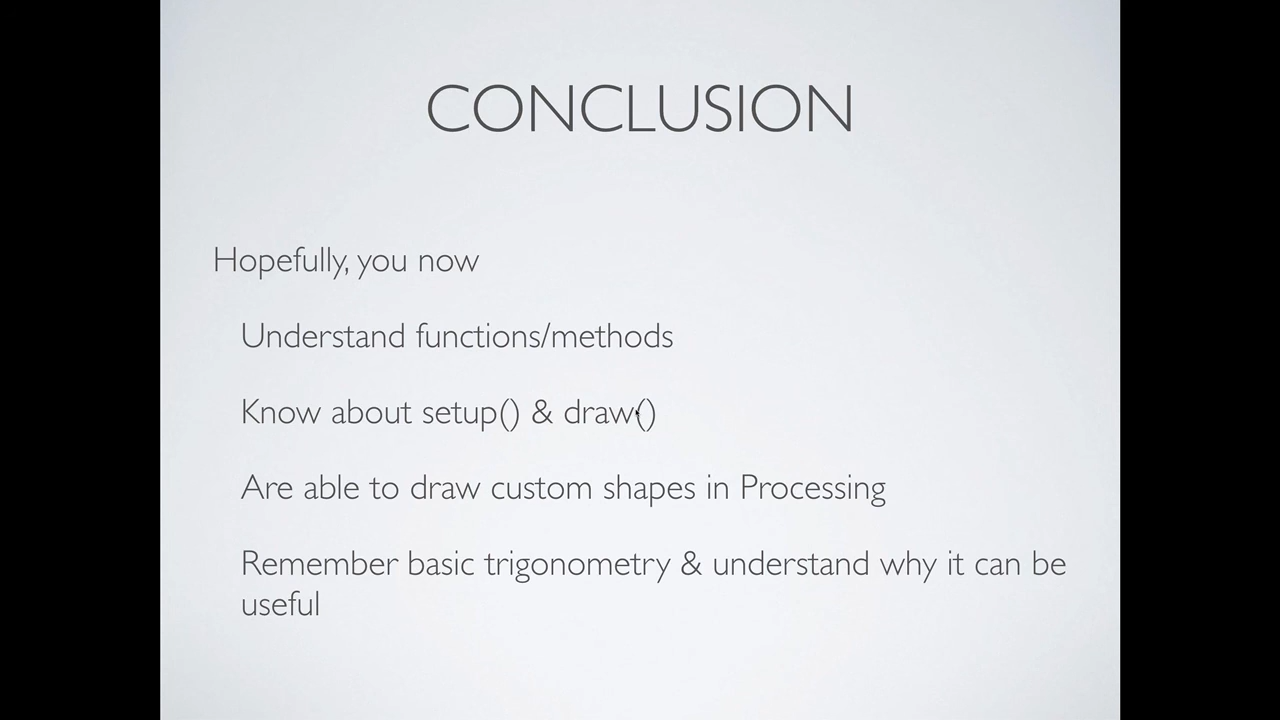 CONCLUSION
Hopefully, you now
Understand functions/methods
Know about setup() & draw()
Are able to draw custom shapes in Processing
Remember basic trigonometry & understand why it can be
useful